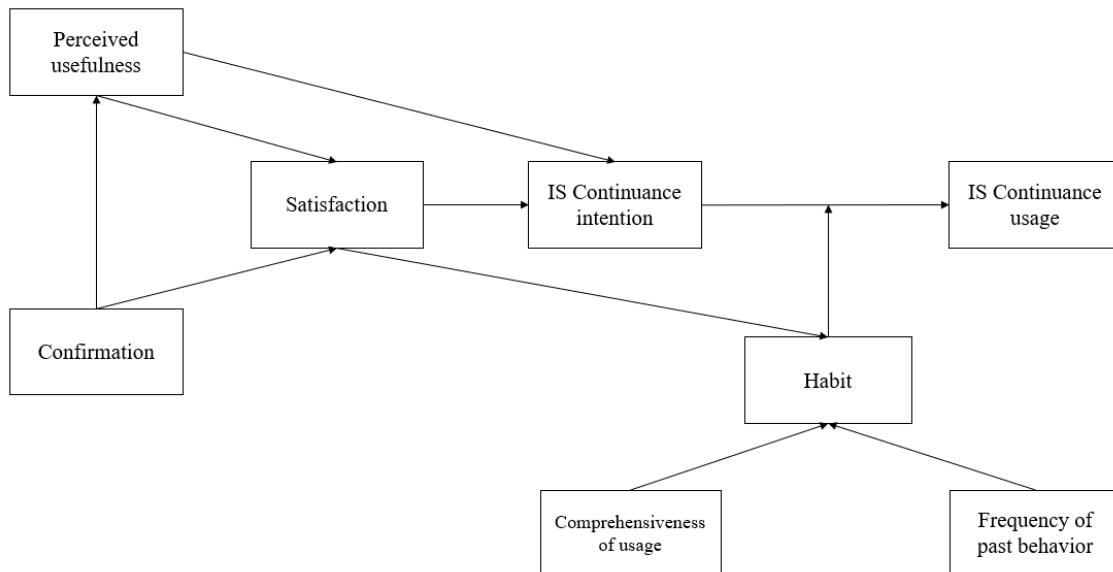 Perceived
usefulness
Satisfaction
IS Continuance
intention
IS Continuance
usage
Confirmation
Habit
Comprehensiveness
of usage
Frequency of
past behavior